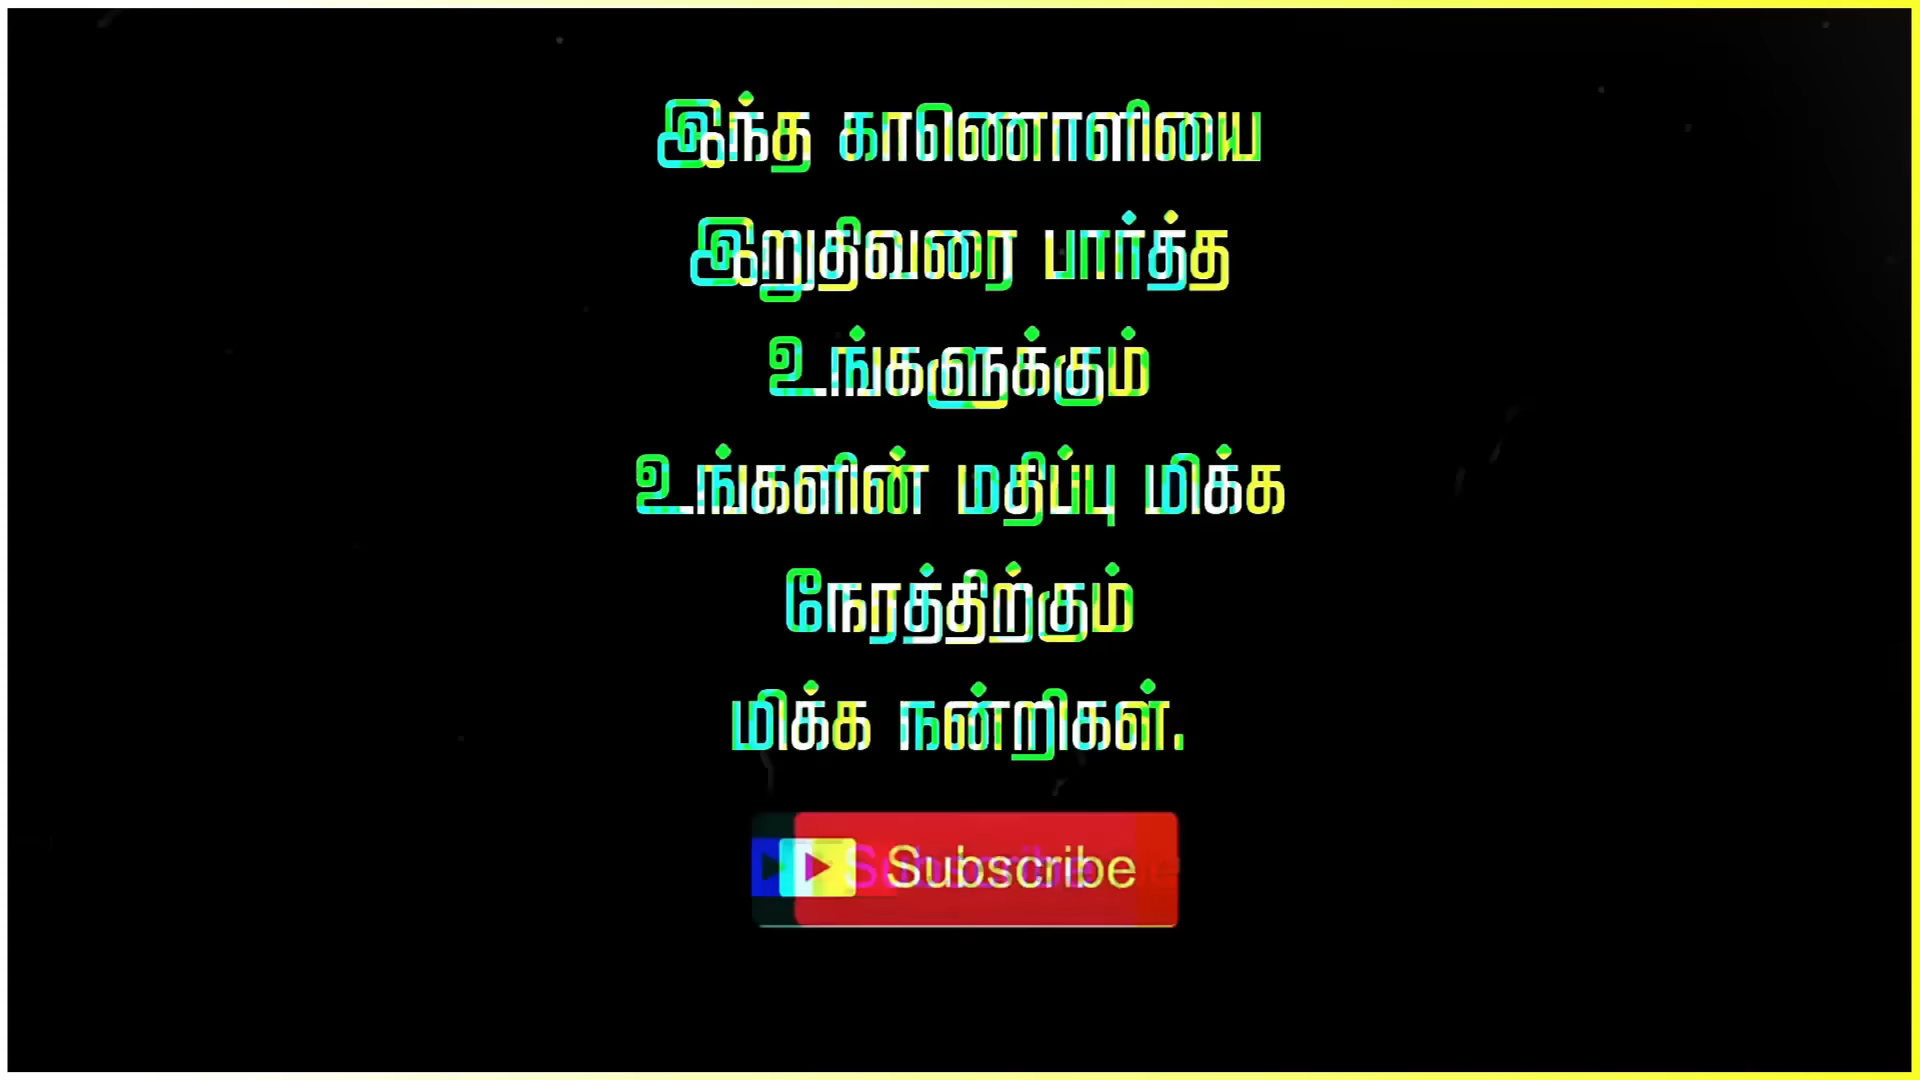 இந்த காணொளியை
இறுதிவரை பார்த்த
உங்களுக்கும்
உங்களின் மதிப்பு மிக்க
நேரத்திற்கும்
மிக்க நன்றிகள்.
Subscribe